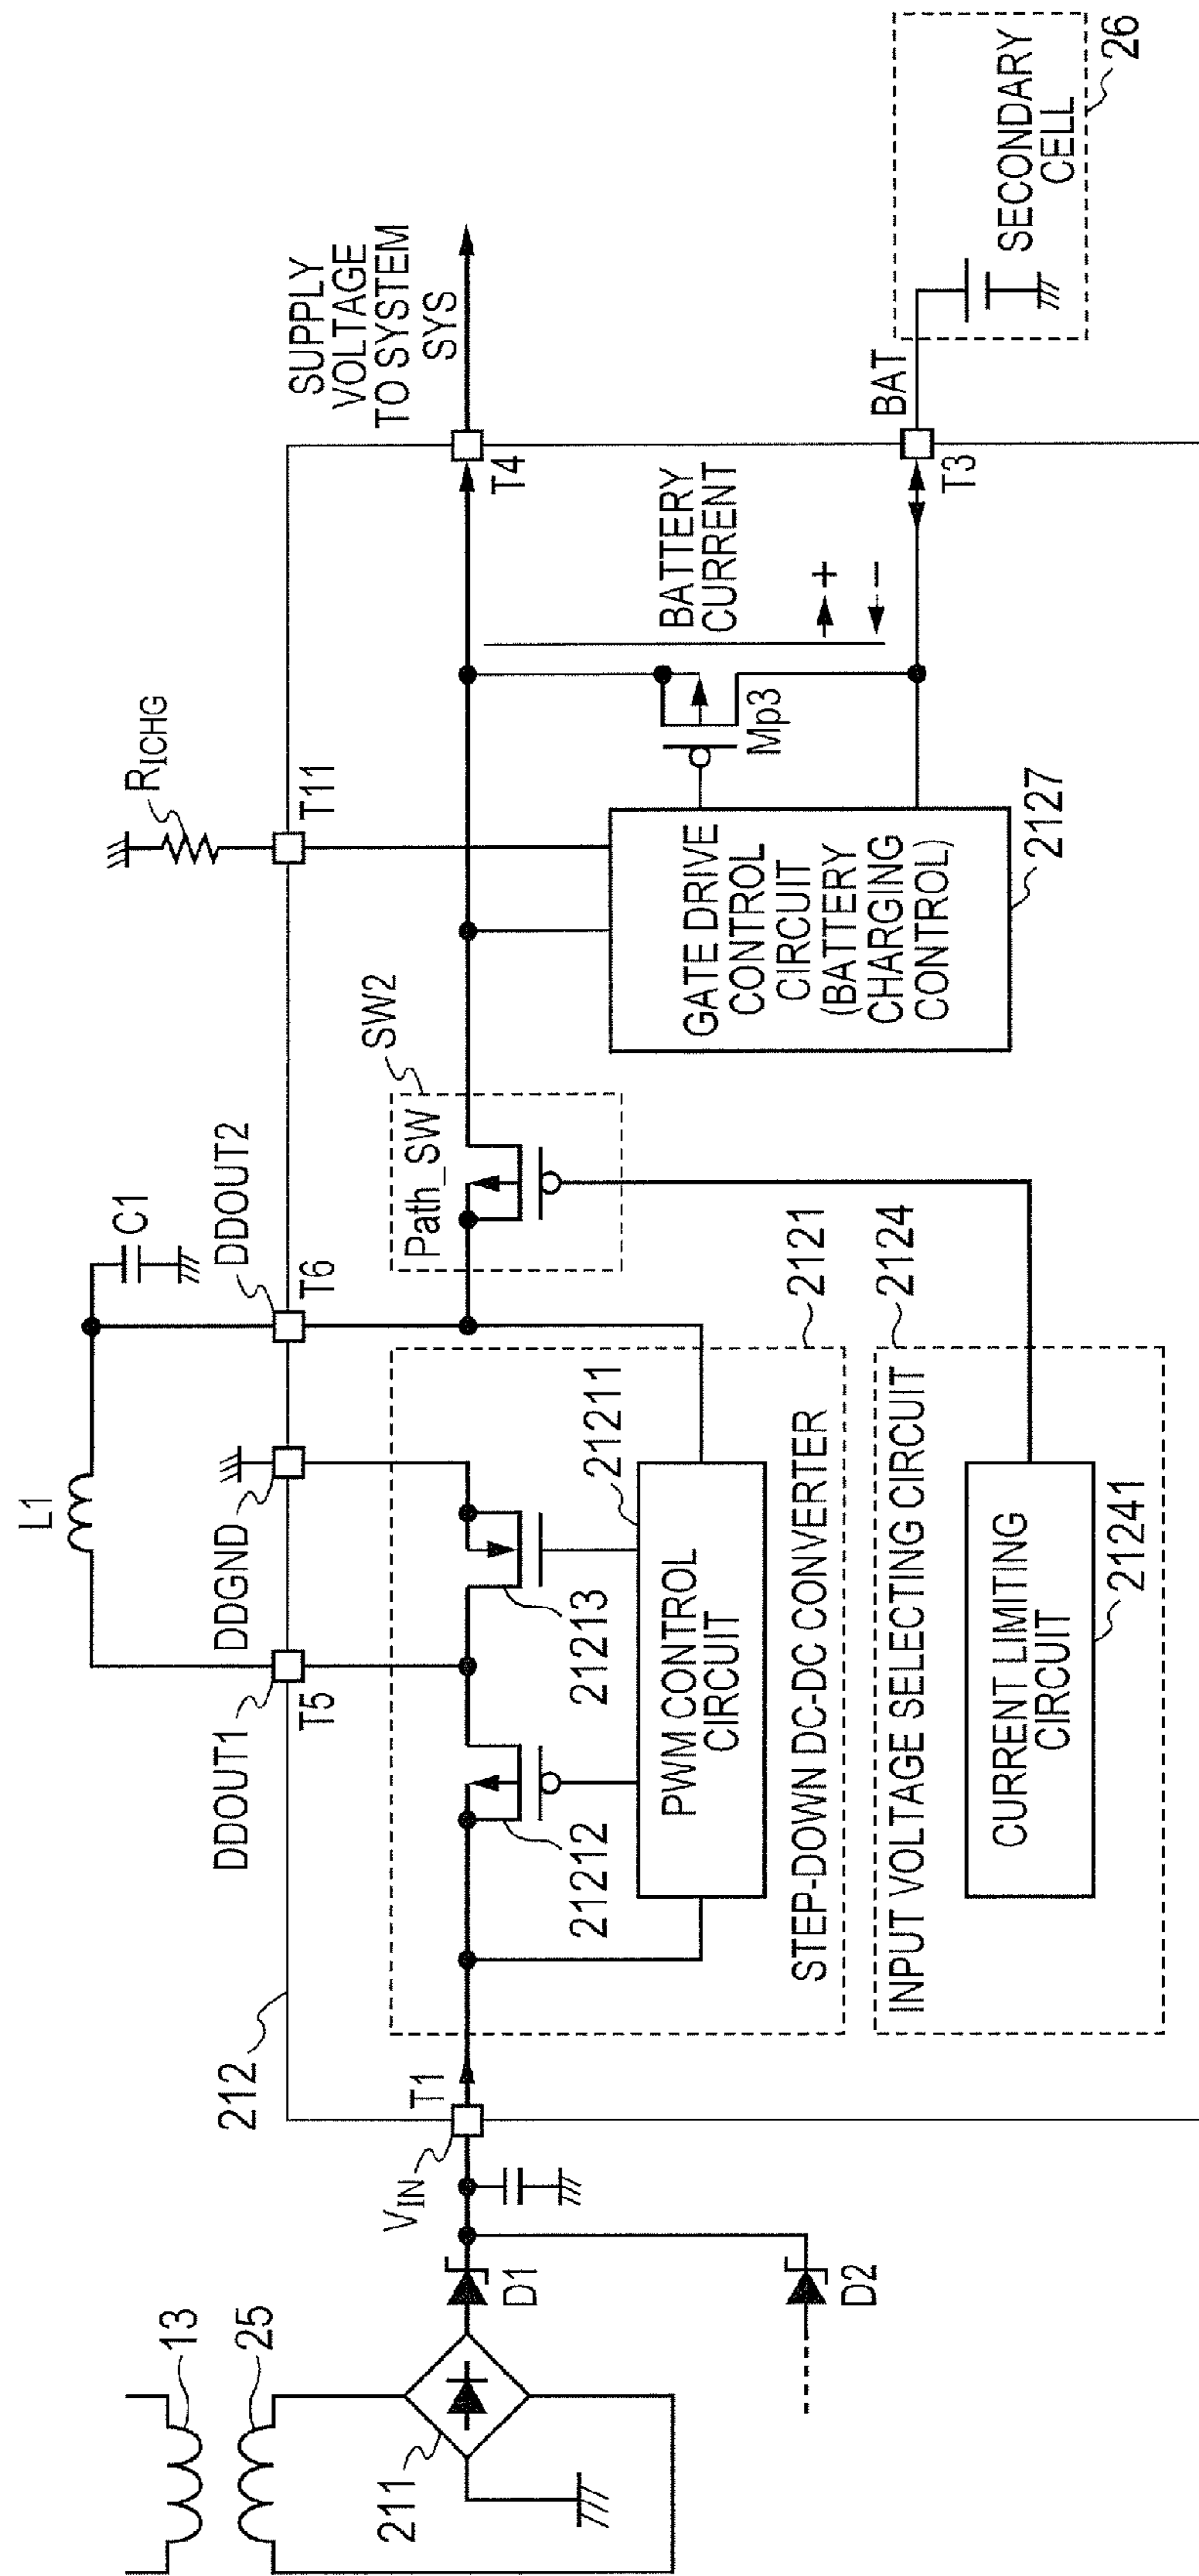 13
25
211
D1
D2
VIN
T1
212
DDOUT1
T5
L1
DDGND
C1
DDOUT2
T6
21212
21213
21211
PWM CONTROL
CIRCUIT
STEP-DOWN DC-DC CONVERTER
2121
INPUT VOLTAGE SELECTING CIRCUIT
2124
CURRENT LIMITING
CIRCUIT
21241
Path_SW
SW2
RICHG
T11
GATE DRIVE
CONTROL
CIRCUIT
(BATTERY
CHARGING
CONTROL)
2127
Mp3
BATTERY
CURRENT
+
−
SUPPLY
VOLTAGE
TO SYSTEM
SYS
T4
BAT
T3
SECONDARY
CELL
26